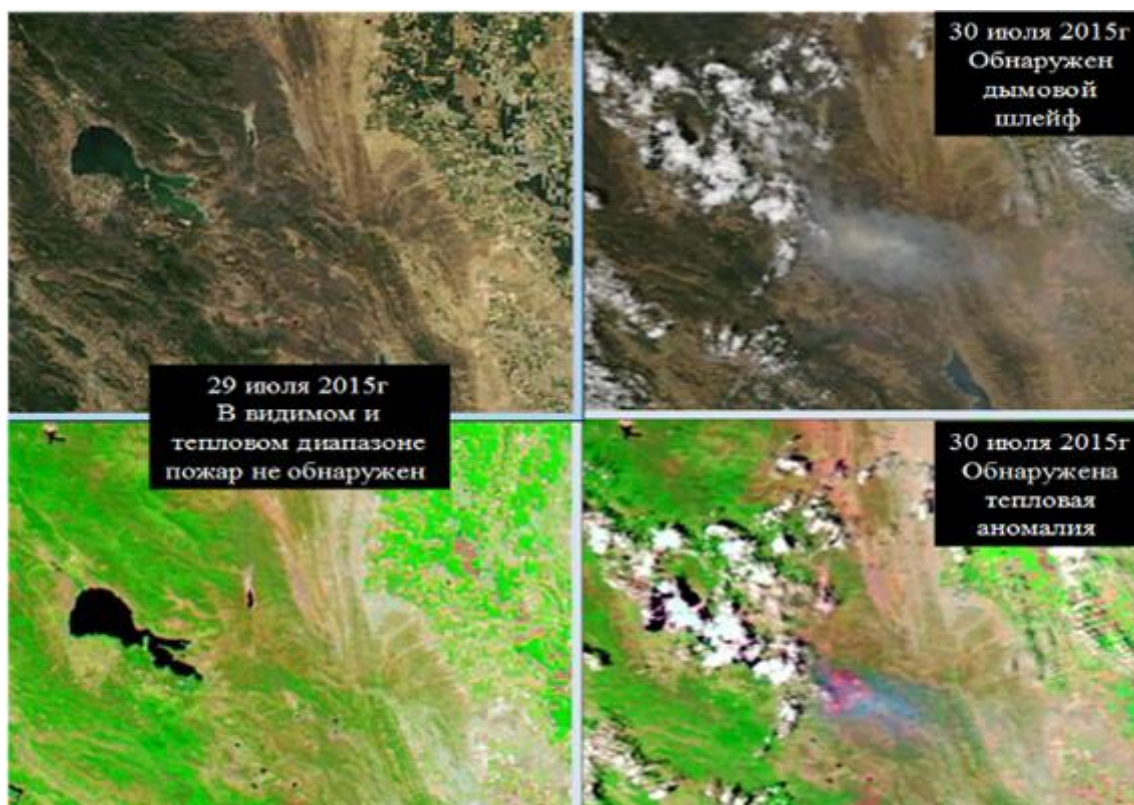 30 июля 2015г
Обнаружен
дымовой
шлейф
29 июля 2015г
В видимом и
тепловом диапазоне
пожар не обнаружен
30 июля 2015г
Обнаружена
тепловая
аномалия